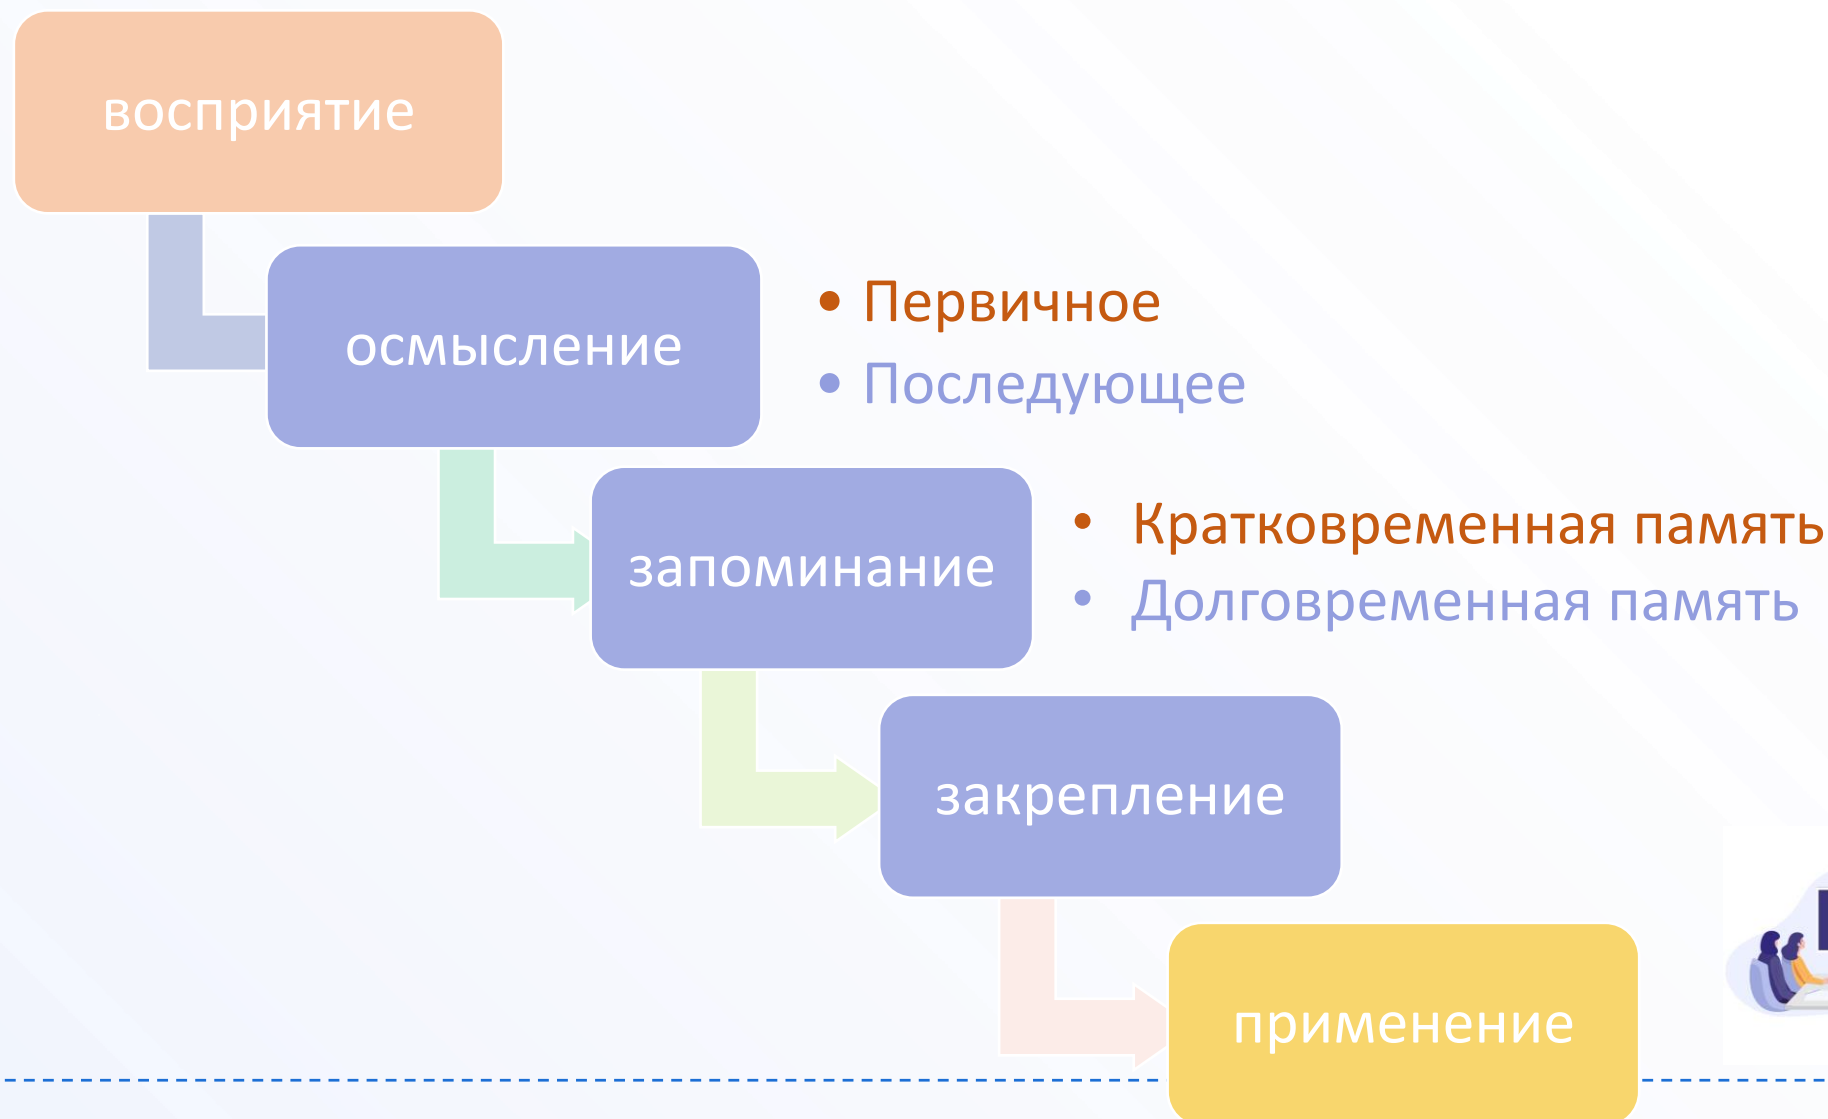 восприятие
осмысление
• Первичное
• Последующее
запоминание
• Кратковременная память
• Долговременная память
закрепление
применение